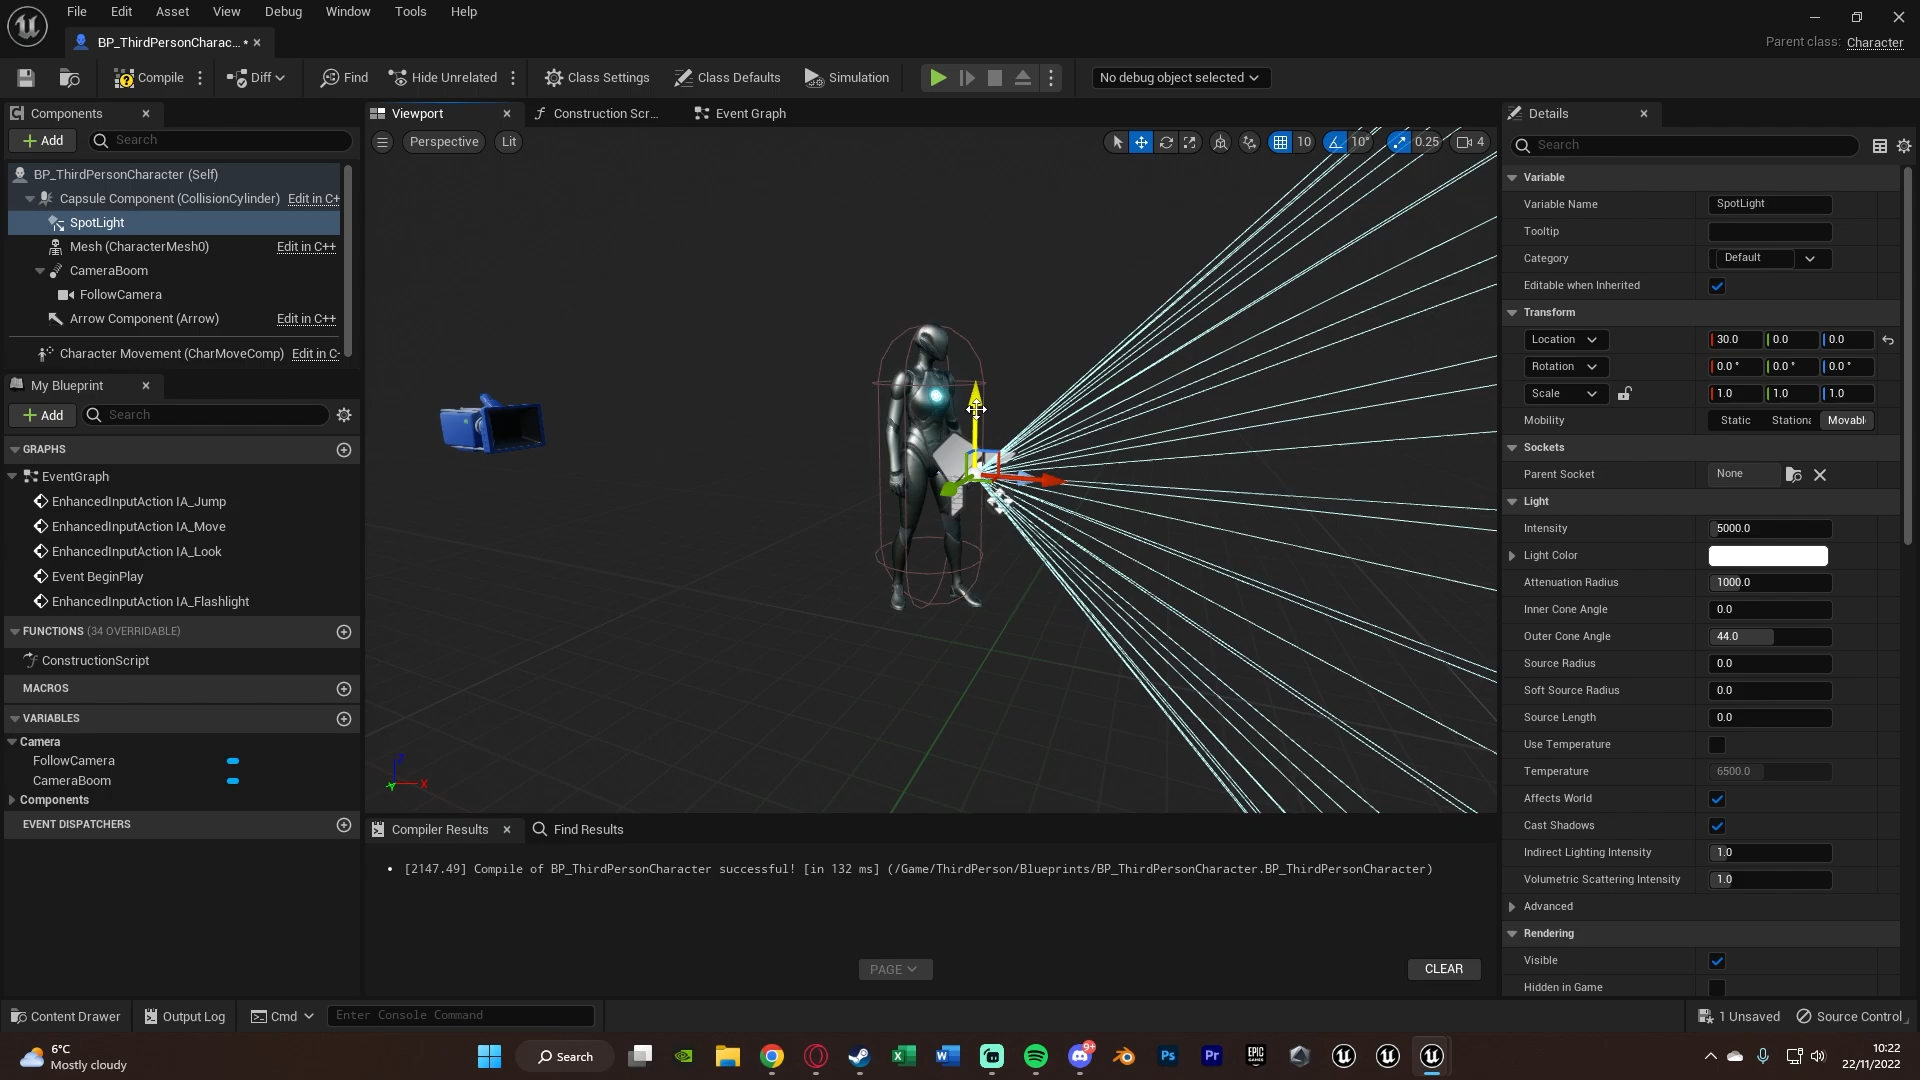 File Edit Asset View Debug Window Tools Help
BP_ThirdPersonCharac... *
Parent class: Character
Compile Diff Find Hide Unrelated Class Settings Class Defaults Simulation No debug object selected
Components
Add Search
BP_ThirdPersonCharacter (Self)
Capsule Component (CollisionCylinder) Edit in C+
SpotLight
Mesh (CharacterMesh0) Edit in C++
CameraBoom
FollowCamera
Arrow Component (Arrow) Edit in C++
Character Movement (CharMoveComp) Edit in C-
My Blueprint
Add Search
GRAPHS
EventGraph
EnhancedInputAction IA_Jump
EnhancedInputAction IA_Move
EnhancedInputAction IA_Look
Event BeginPlay
EnhancedInputAction IA_Flashlight
FUNCTIONS (34 OVERRIDABLE)
ConstructionScript
MACROS
VARIABLES
Camera
FollowCamera
CameraBoom
Components
EVENT DISPATCHERS
Viewport Construction Scr... Event Graph
Perspective Lit 10 10° 0.25 4
Z
X
Y
Compiler Results Find Results
• [2147.49] Compile of BP_ThirdPersonCharacter successful! [in 132 ms] (/Game/ThirdPerson/Blueprints/BP_ThirdPersonCharacter.BP_ThirdPersonCharacter)
PAGE CLEAR
Details
Search
Variable
Variable Name SpotLight
Tooltip
Category Default
Editable when Inherited
Transform
Location 30.0 0.0 0.0
Rotation 0.0 ° 0.0 ° 0.0 °
Scale 1.0 1.0 1.0
Mobility Static Stationa Movabl
Sockets
Parent Socket None
Light
Intensity 5000.0
Light Color
Attenuation Radius 1000.0
Inner Cone Angle 0.0
Outer Cone Angle 44.0
Source Radius 0.0
Soft Source Radius 0.0
Source Length 0.0
Use Temperature
Temperature 6500.0
Affects World
Cast Shadows
Indirect Lighting Intensity 1.0
Volumetric Scattering Intensity 1.0
Advanced
Rendering
Visible
Hidden in Game
Content Drawer Output Log Cmd Enter Console Command 1 Unsaved Source Control
6°C
Mostly cloudy
Search
9+
Ps
Pr
EPIC
GAMES
10:22
22/11/2022